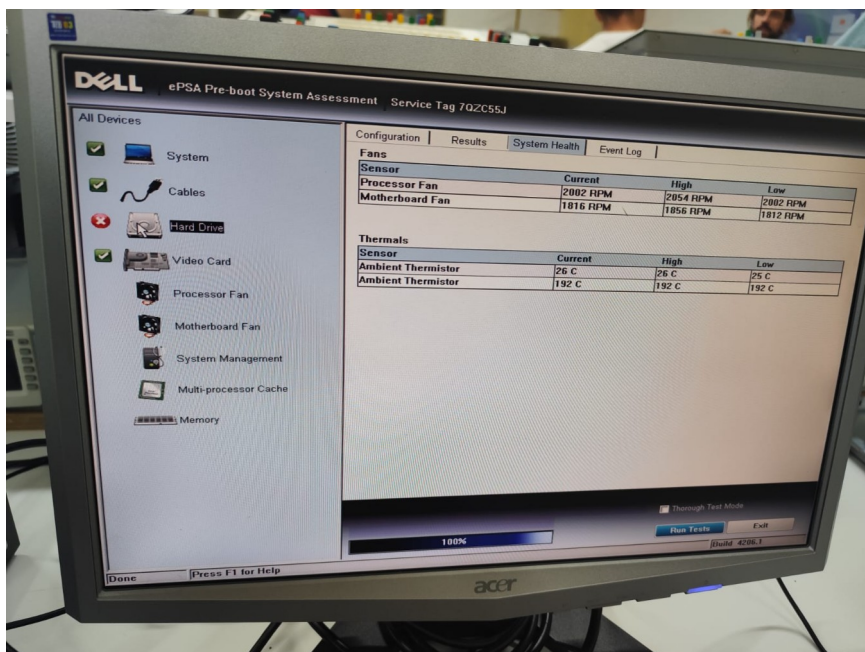 DELL ePSA Pre-boot System Assessment Service Tag 7QZC55J
All Devices
System
Cables
Hard Drive
Video Card
Processor Fan
Motherboard Fan
System Management
Multi-processor Cache
Memory
Configuration Results System Health Event Log
Fans
Sensor Current High Low
Processor Fan 2002 RPM 2054 RPM 2002 RPM
Motherboard Fan 1816 RPM 1856 RPM 1812 RPM
Thermals
Sensor Current High Low
Ambient Thermistor 26 C 26 C 25 C
Ambient Thermistor 192 C 192 C 192 C
Thorough Test Mode
Run Tests Exit
100%
Build 4206.1
Done Press F1 for Help
acer